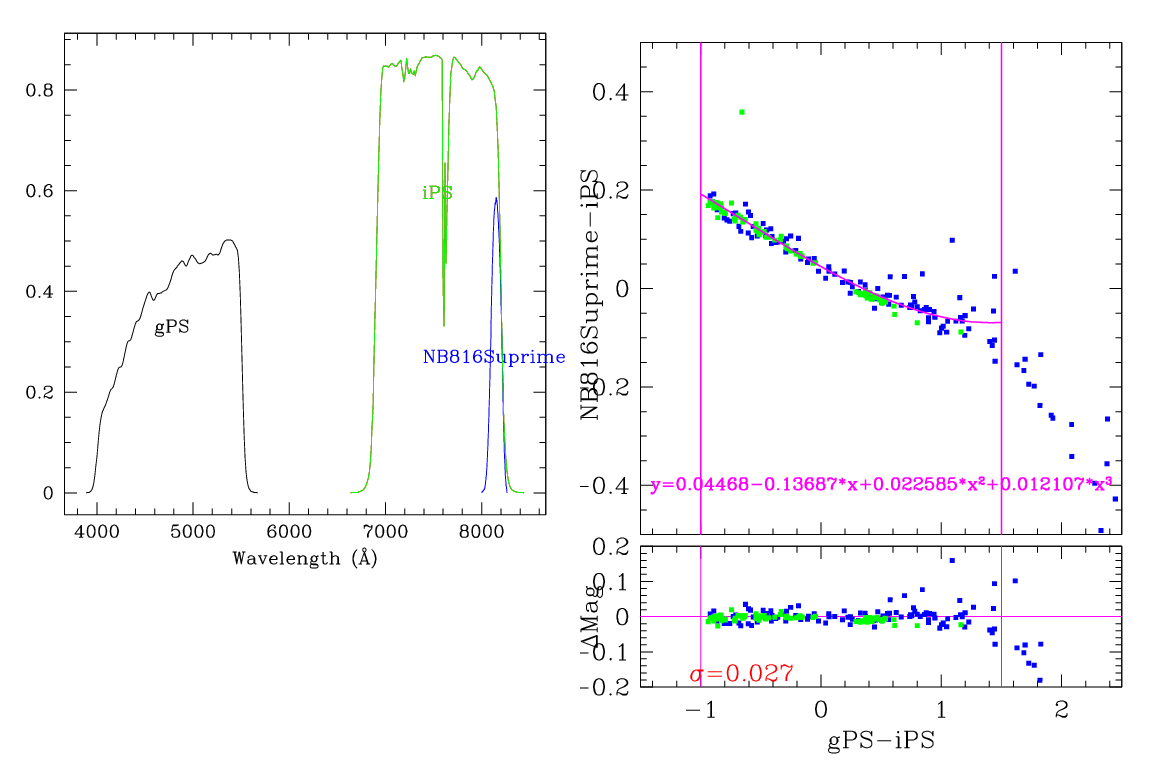 0.8
0.6
0.4
0.2
0
gPS
iPS
NB816Suprime
4000 5000 6000 7000 8000
Wavelength (Å)
0.4
0.2
0
-0.2
-0.4
NB816Suprime−iPS
y=0.04468−0.13687*x+0.022585*x²+0.012107*x³
0.2
0.1
0
-0.1
-0.2
ΔMag
σ=0.027
−1 0 1 2
gPS−iPS